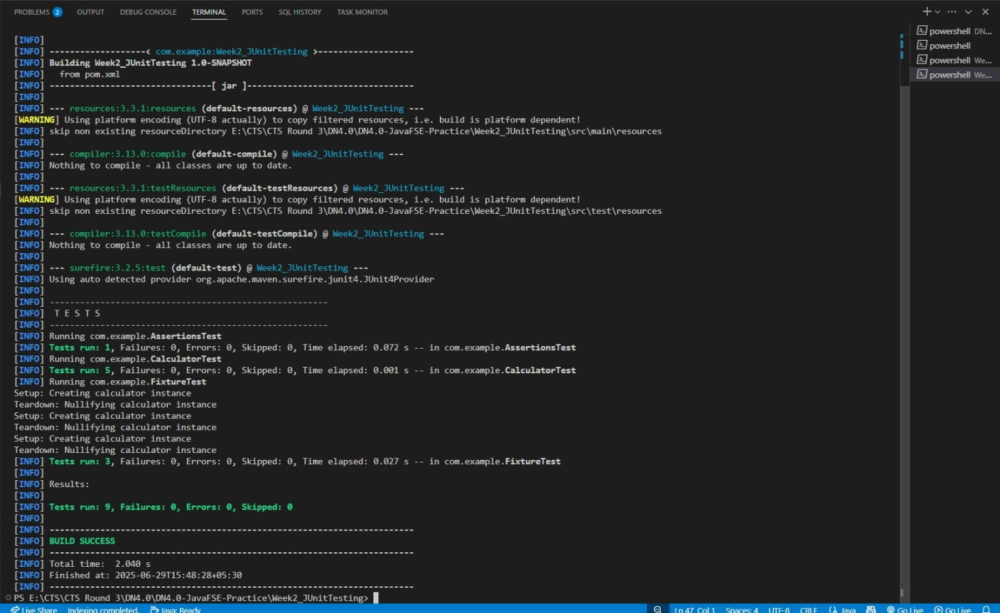 PROBLEMS 2 OUTPUT DEBUG CONSOLE TERMINAL PORTS SQL HISTORY TASK MONITOR
powershell DN...
powershell
powershell We...
powershell We...
[INFO]
[INFO] -------------------< com.example:Week2_JUnitTesting >-------------------
[INFO] Building Week2_JUnitTesting 1.0-SNAPSHOT
[INFO]   from pom.xml
[INFO] --------------------------------[ jar ]---------------------------------
[INFO]
[INFO] --- resources:3.3.1:resources (default-resources) @ Week2_JUnitTesting ---
[WARNING] Using platform encoding (UTF-8 actually) to copy filtered resources, i.e. build is platform dependent!
[INFO] skip non existing resourceDirectory E:\CTS\CTS Round 3\DN4.0\DN4.0-JavaFSE-Practice\Week2_JUnitTesting\src\main\resources
[INFO]
[INFO] --- compiler:3.13.0:compile (default-compile) @ Week2_JUnitTesting ---
[INFO] Nothing to compile - all classes are up to date.
[INFO]
[INFO] --- resources:3.3.1:testResources (default-testResources) @ Week2_JUnitTesting ---
[WARNING] Using platform encoding (UTF-8 actually) to copy filtered resources, i.e. build is platform dependent!
[INFO] skip non existing resourceDirectory E:\CTS\CTS Round 3\DN4.0\DN4.0-JavaFSE-Practice\Week2_JUnitTesting\src\test\resources
[INFO]
[INFO] --- compiler:3.13.0:testCompile (default-testCompile) @ Week2_JUnitTesting ---
[INFO] Nothing to compile - all classes are up to date.
[INFO]
[INFO] --- surefire:3.2.5:test (default-test) @ Week2_JUnitTesting ---
[INFO] Using auto detected provider org.apache.maven.surefire.junit4.JUnit4Provider
[INFO]
[INFO] -------------------------------------------------------
[INFO]  T E S T S
[INFO] -------------------------------------------------------
[INFO] Running com.example.AssertionsTest
[INFO] Tests run: 1, Failures: 0, Errors: 0, Skipped: 0, Time elapsed: 0.072 s -- in com.example.AssertionsTest
[INFO] Running com.example.CalculatorTest
[INFO] Tests run: 5, Failures: 0, Errors: 0, Skipped: 0, Time elapsed: 0.001 s -- in com.example.CalculatorTest
[INFO] Running com.example.FixtureTest
Setup: Creating calculator instance
Teardown: Nullifying calculator instance
Setup: Creating calculator instance
Teardown: Nullifying calculator instance
Setup: Creating calculator instance
Teardown: Nullifying calculator instance
[INFO] Tests run: 3, Failures: 0, Errors: 0, Skipped: 0, Time elapsed: 0.027 s -- in com.example.FixtureTest
[INFO]
[INFO] Results:
[INFO]
[INFO] Tests run: 9, Failures: 0, Errors: 0, Skipped: 0
[INFO]
[INFO] ------------------------------------------------------------------------
[INFO] BUILD SUCCESS
[INFO] ------------------------------------------------------------------------
[INFO] Total time:  2.040 s
[INFO] Finished at: 2025-06-29T15:48:28+05:30
[INFO] ------------------------------------------------------------------------
PS E:\CTS\CTS Round 3\DN4.0\DN4.0-JavaFSE-Practice\Week2_JUnitTesting>
Live Share Indexing completed. Java: Ready Ln 47, Col 1 Spaces: 4 UTF-8 CRLF {} Java Go Live Go Live